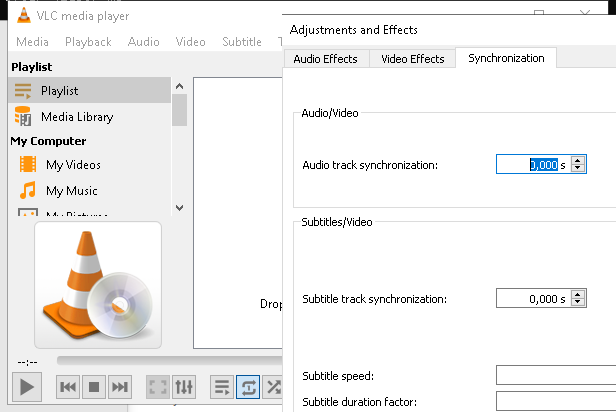 VLC media player
Media Playback Audio Video Subtitle
Playlist
Playlist
Media Library
My Computer
My Videos
My Music
My Pictures
Drop
--:--
Adjustments and Effects
Audio Effects Video Effects Synchronization
Audio/Video
Audio track synchronization: 0,000 s
Subtitles/Video
Subtitle track synchronization: 0,000 s
Subtitle speed:
Subtitle duration factor: